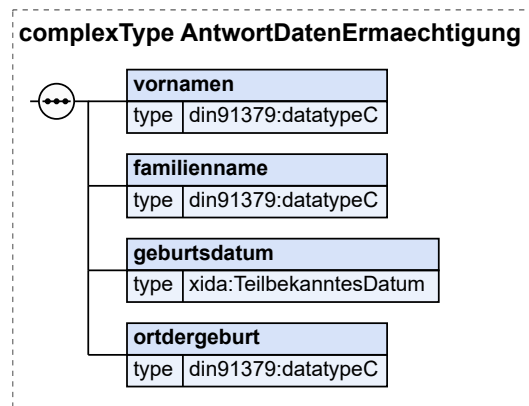 complexType AntwortDatenErmaechtigung
vornamen
type din91379:datatypeC
familienname
type din91379:datatypeC
geburtsdatum
type xida:TeilbekanntesDatum
ortdergeburt
type din91379:datatypeC